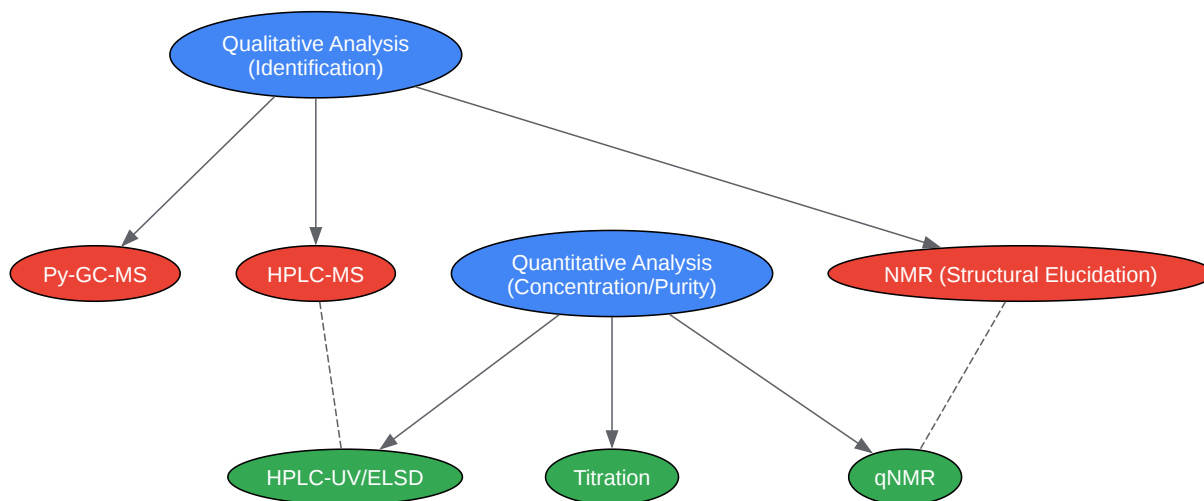 Qualitative Analysis
(Identification)
Py-GC-MS
HPLC-MS
Quantitative Analysis
(Concentration/Purity)
NMR (Structural Elucidation)
HPLC-UV/ELSD
Titration
qNMR